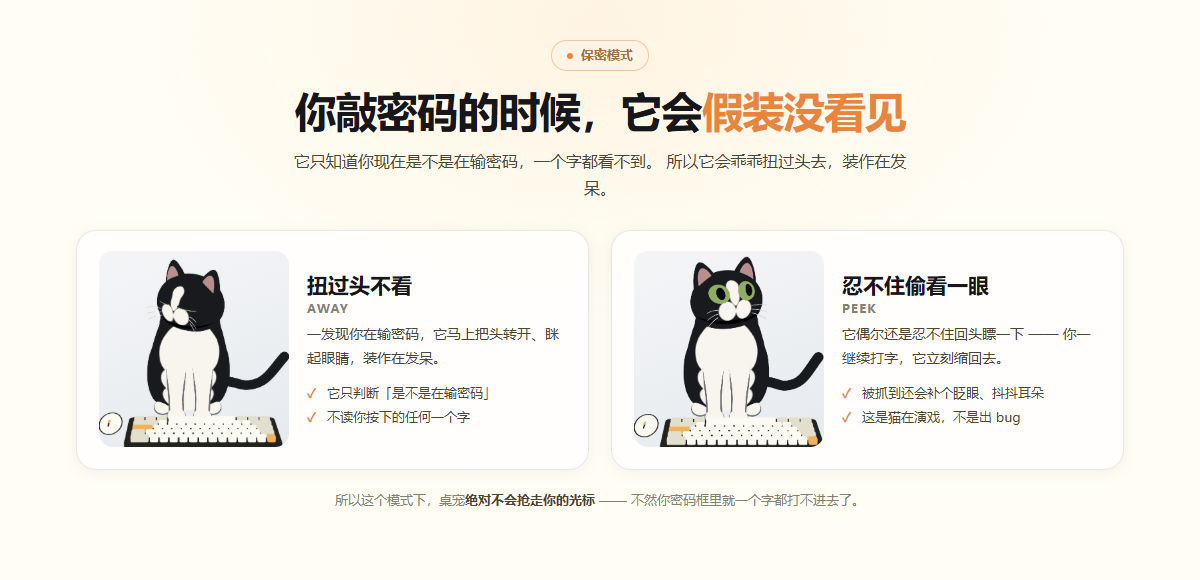 保密模式
你敲密码的时候，它会假装没看见
它只知道你现在是不是在输密码，一个字都看不到。 所以它会乖乖扭过头去，装作在发
呆。
扭过头不看
AWAY
一发现你在输密码，它马上把头转开、眯
起眼睛，装作在发呆。
✓ 它只判断「是不是在输密码」
✓ 不读你按下的任何一个字
忍不住偷看一眼
PEEK
它偶尔还是忍不住回头瞟一下 —— 你一
继续打字，它立刻缩回去。
✓ 被抓到还会补个眨眼、抖抖耳朵
✓ 这是猫在演戏，不是出 bug
所以这个模式下，桌宠绝对不会抢走你的光标 —— 不然你密码框里就一个字都打不进去了。